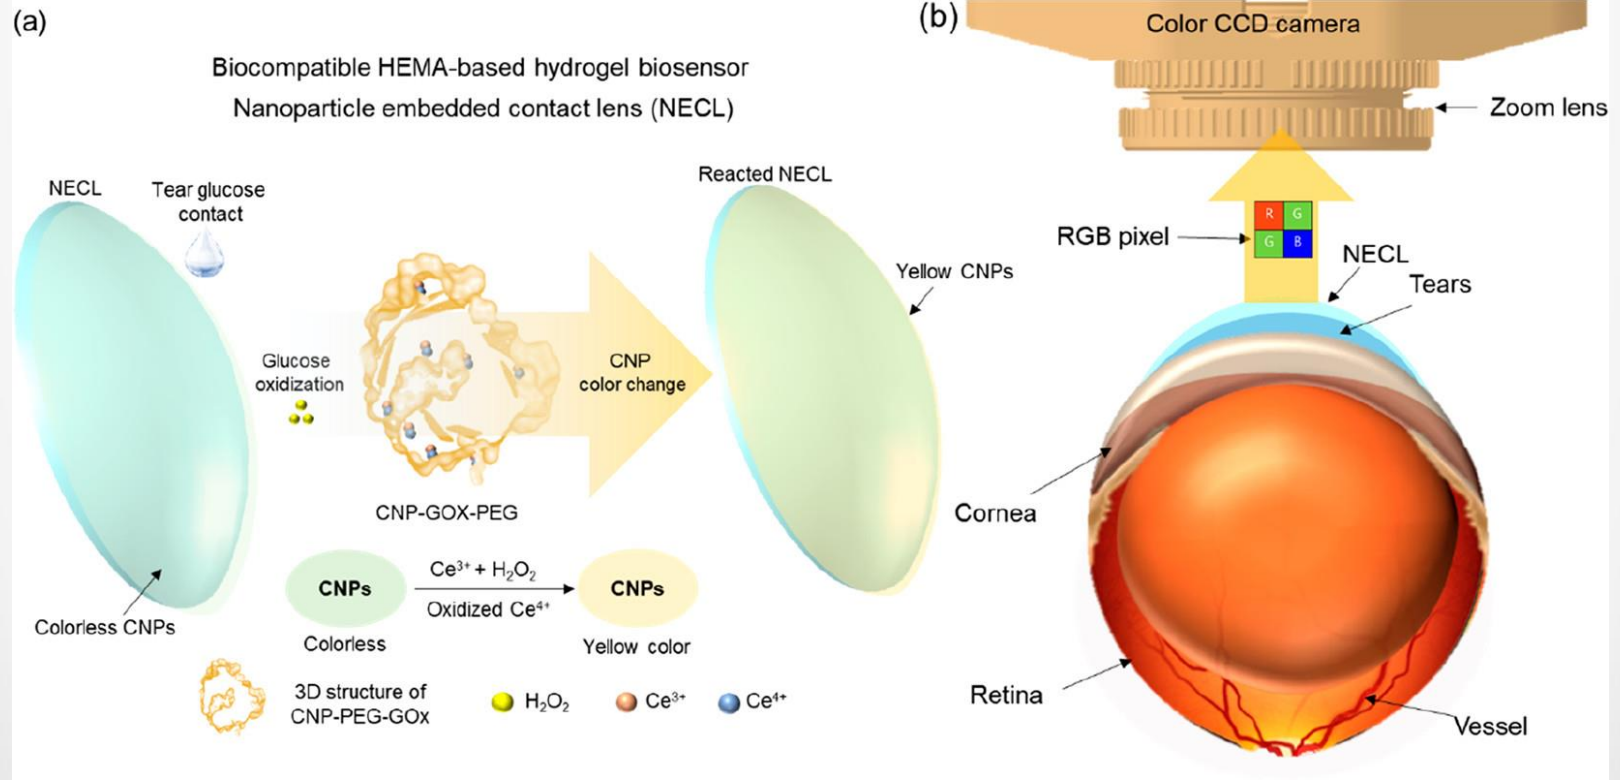 (a)
Biocompatible HEMA-based hydrogel biosensor
Nanoparticle embedded contact lens (NECL)
NECL
Tear glucose
contact
Reacted NECL
Yellow CNPs
Glucose
oxidization
CNP
color change
CNP-GOX-PEG
Colorless CNPs
CNPs
Ce³⁺ + H₂O₂
Oxidized Ce⁴⁺
CNPs
Colorless
Yellow color
3D structure of
CNP-PEG-GOx
H₂O₂
Ce³⁺
Ce⁴⁺
(b)
Color CCD camera
Zoom lens
RGB pixel
R G
G B
NECL
Tears
Cornea
Retina
Vessel